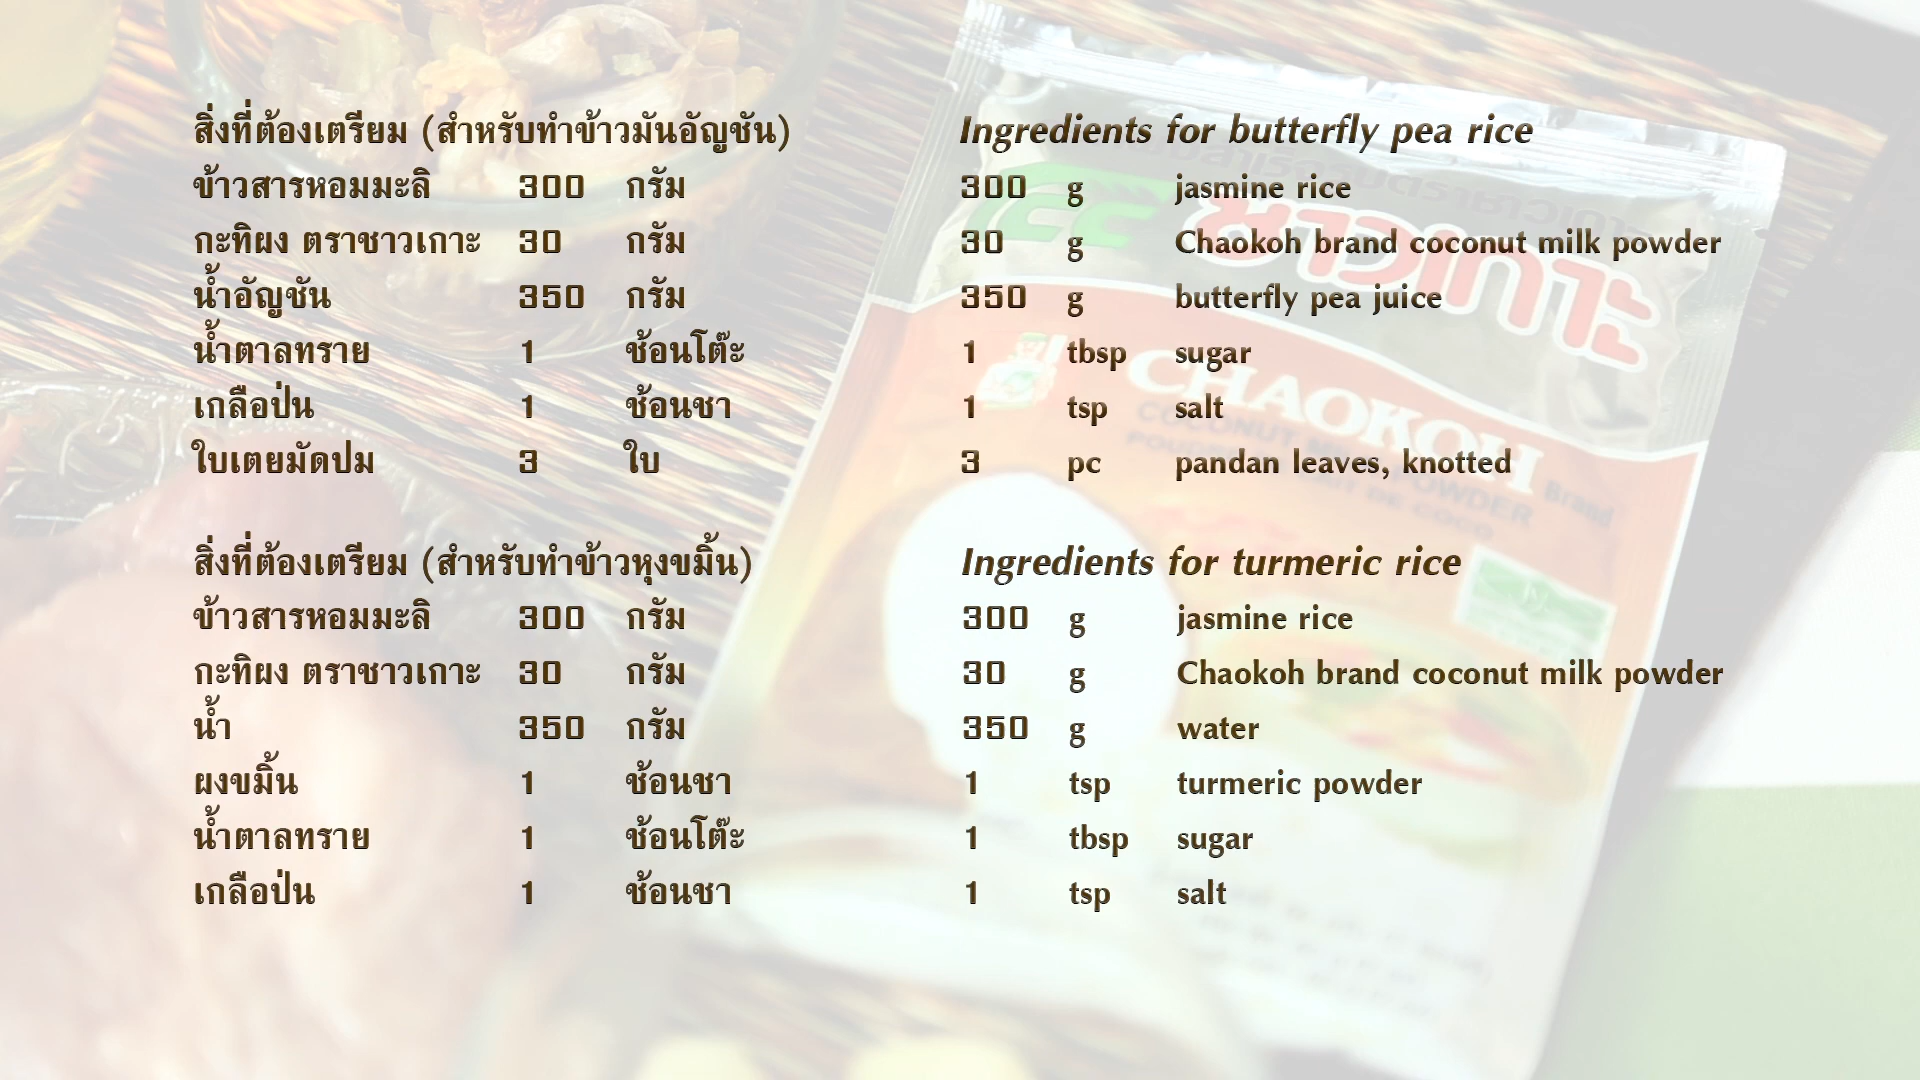 สิ่งที่ต้องเตรียม (สำหรับทำข้าวมันอัญชัน)
ข้าวสารหอมมะลิ 300 กรัม
กะทิผง ตราชาวเกาะ 30 กรัม
น้ำอัญชัน 350 กรัม
น้ำตาลทราย 1 ช้อนโต๊ะ
เกลือป่น 1 ช้อนชา
ใบเตยมัดปม 3 ใบ
สิ่งที่ต้องเตรียม (สำหรับทำข้าวหุงขมิ้น)
ข้าวสารหอมมะลิ 300 กรัม
กะทิผง ตราชาวเกาะ 30 กรัม
น้ำ 350 กรัม
ผงขมิ้น 1 ช้อนชา
น้ำตาลทราย 1 ช้อนโต๊ะ
เกลือป่น 1 ช้อนชา
Ingredients for butterfly pea rice
300 g jasmine rice
30 g Chaokoh brand coconut milk powder
350 g butterfly pea juice
1 tbsp sugar
1 tsp salt
3 pc pandan leaves, knotted
Ingredients for turmeric rice
300 g jasmine rice
30 g Chaokoh brand coconut milk powder
350 g water
1 tsp turmeric powder
1 tbsp sugar
1 tsp salt
ชาวเกาะ
CHAOKOH Brand
COCONUT MILK POWDER